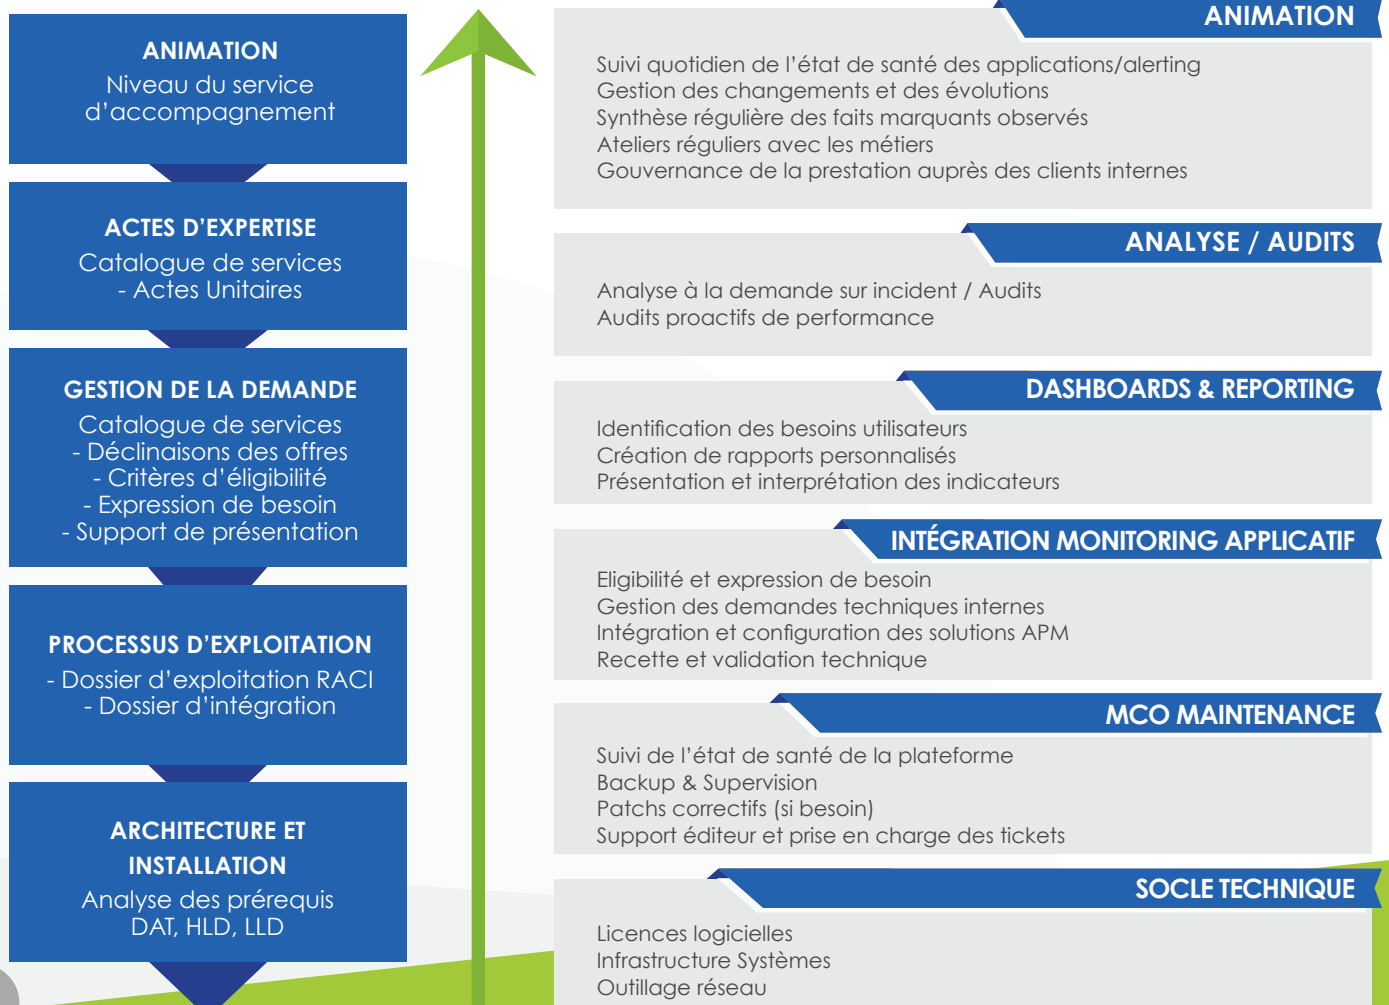 ANIMATION
Niveau du service
d’accompagnement
ACTES D’EXPERTISE
Catalogue de services
- Actes Unitaires
GESTION DE LA DEMANDE
Catalogue de services
- Déclinaisons des offres
- Critères d’éligibilité
- Expression de besoin
- Support de présentation
PROCESSUS D’EXPLOITATION
- Dossier d’exploitation RACI
- Dossier d’intégration
ARCHITECTURE ET
INSTALLATION
Analyse des prérequis
DAT, HLD, LLD
ANIMATION
Suivi quotidien de l’état de santé des applications/alerting
Gestion des changements et des évolutions
Synthèse régulière des faits marquants observés
Ateliers réguliers avec les métiers
Gouvernance de la prestation auprès des clients internes
ANALYSE / AUDITS
Analyse à la demande sur incident / Audits
Audits proactifs de performance
DASHBOARDS & REPORTING
Identification des besoins utilisateurs
Création de rapports personnalisés
Présentation et interprétation des indicateurs
INTÉGRATION MONITORING APPLICATIF
Eligibilité et expression de besoin
Gestion des demandes techniques internes
Intégration et configuration des solutions APM
Recette et validation technique
MCO MAINTENANCE
Suivi de l’état de santé de la plateforme
Backup & Supervision
Patchs correctifs (si besoin)
Support éditeur et prise en charge des tickets
SOCLE TECHNIQUE
Licences logicielles
Infrastructure Systèmes
Outillage réseau